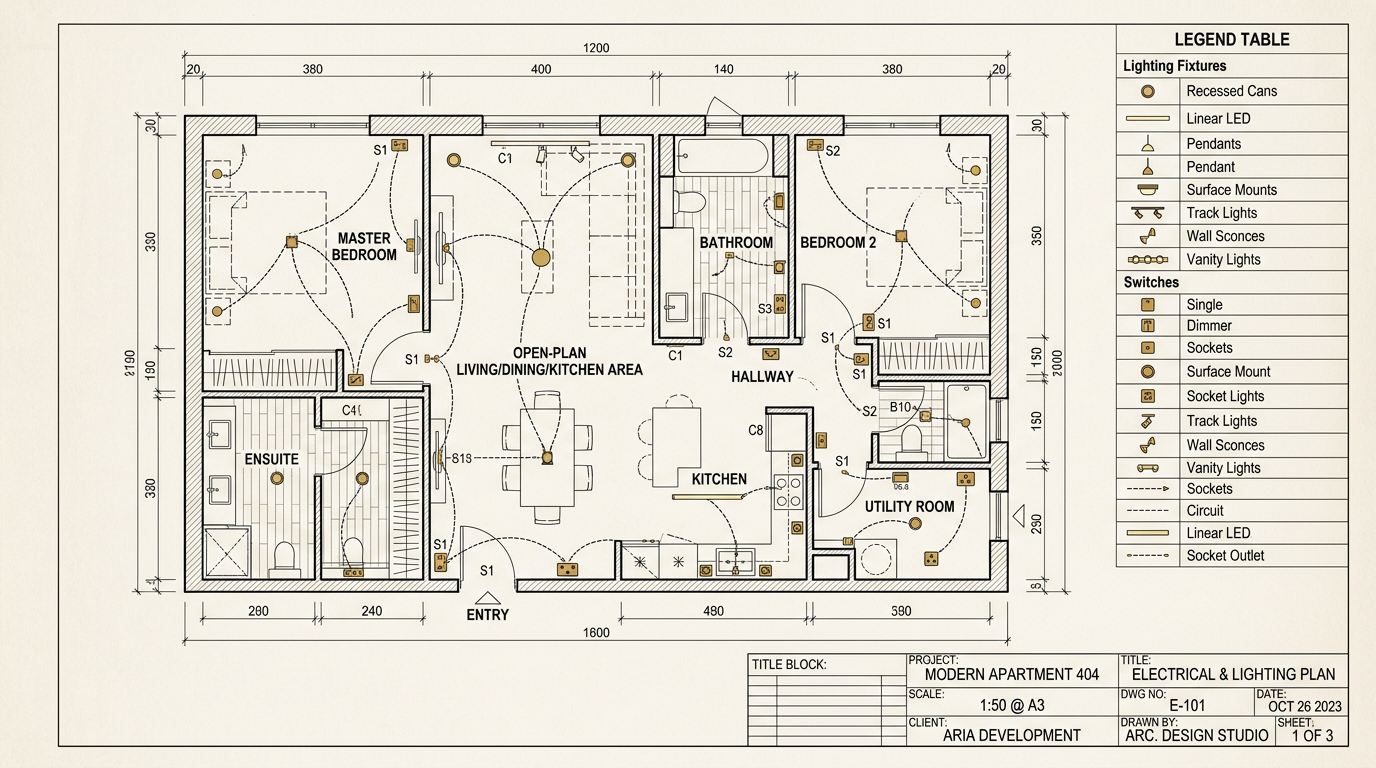 1200
20
380
400
140
380
20
30
330
190
380
2190
30
360
150
150
290
2000
S1
C1
S2
MASTER
BEDROOM
BATHROOM
BEDROOM 2
S3
S1
S1
S1
OPEN-PLAN
LIVING/DINING/KITCHEN AREA
C1
S2
HALLWAY
S1
C4
S2
B10
C8
ENSUITE
S1
KITCHEN
UTILITY ROOM
S1
S1
ENTRY
280
240
480
390
1600
LEGEND TABLE
Lighting Fixtures
Recessed Cans
Linear LED
Pendants
Pendant
Surface Mounts
Track Lights
Wall Sconces
Vanity Lights
Switches
Single
Dimmer
Sockets
Surface Mount
Socket Lights
Track Lights
Wall Sconces
Vanity Lights
Sockets
Circuit
Linear LED
Socket Outlet
TITLE BLOCK:
PROJECT:
MODERN APARTMENT 404
TITLE:
ELECTRICAL & LIGHTING PLAN
SCALE:
1:50 @ A3
DWG NO:
E-101
DATE:
OCT 26 2023
CLIENT:
ARIA DEVELOPMENT
DRAWN BY:
ARC. DESIGN STUDIO
SHEET:
1 OF 3